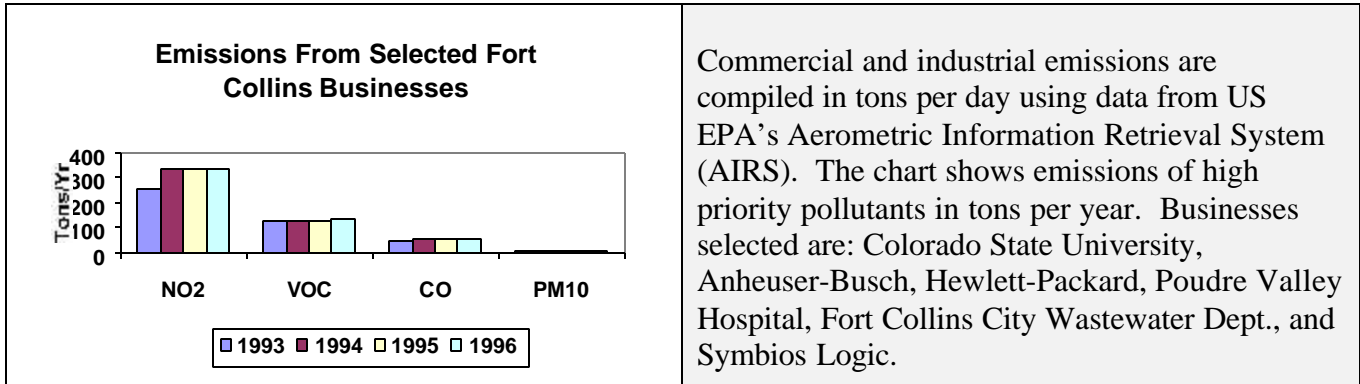 Emissions From Selected Fort
Collins Businesses
Tons/Yr
400
300
200
100
0
NO2 VOC CO PM10
1993 1994 1995 1996
Commercial and industrial emissions are
compiled in tons per day using data from US
EPA's Aerometric Information Retrieval System
(AIRS). The chart shows emissions of high
priority pollutants in tons per year. Businesses
selected are: Colorado State University,
Anheuser-Busch, Hewlett-Packard, Poudre Valley
Hospital, Fort Collins City Wastewater Dept., and
Symbios Logic.